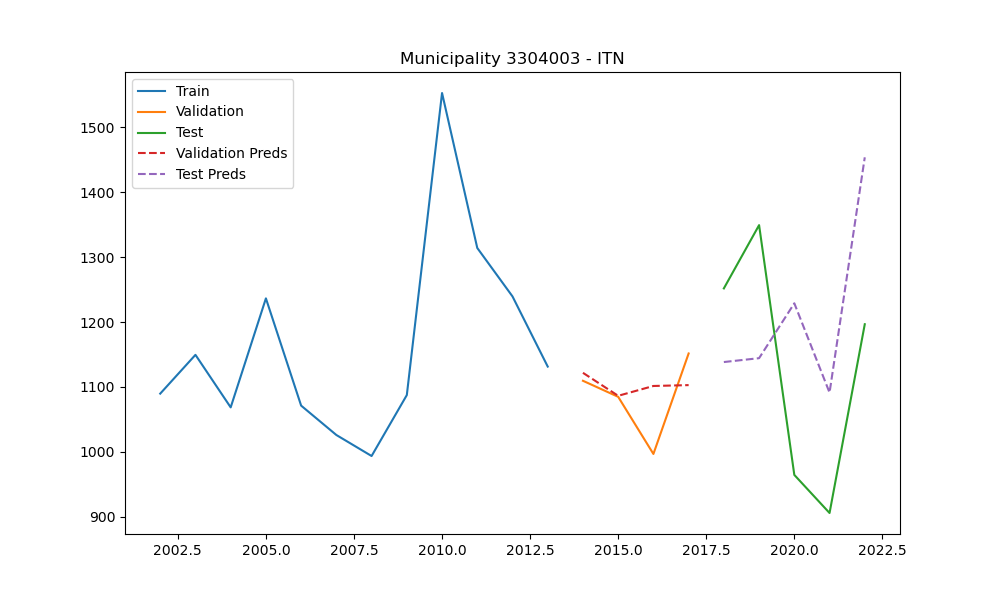 Municipality 3304003 - ITN
Train
Validation
Test
Validation Preds
Test Preds
1500
1400
1300
1200
1100
1000
900
2002.5 2005.0 2007.5 2010.0 2012.5 2015.0 2017.5 2020.0 2022.5